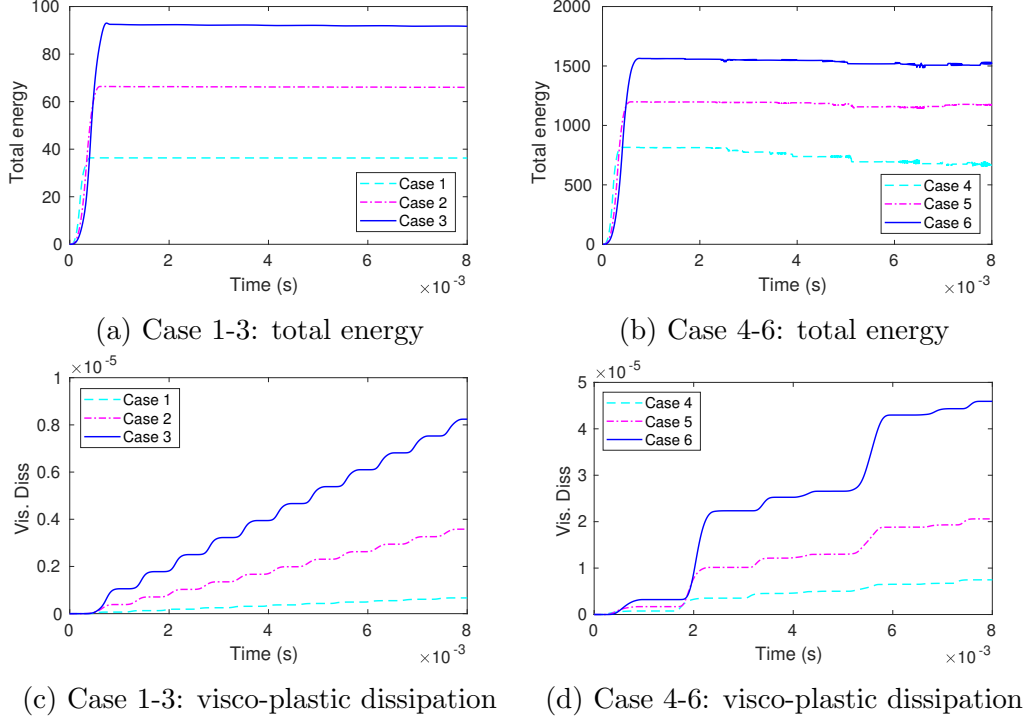 100
80
60
40
20
0
Total energy
0 2 4 6 8
Time (s)
×10⁻³
Case 1
Case 2
Case 3
(a) Case 1-3: total energy
2000
1500
1000
500
0
Total energy
0 2 4 6 8
Time (s)
×10⁻³
Case 4
Case 5
Case 6
(b) Case 4-6: total energy
×10⁻⁵
1
0.8
0.6
0.4
0.2
0
Vis. Diss
0 2 4 6 8
Time (s)
×10⁻³
Case 1
Case 2
Case 3
(c) Case 1-3: visco-plastic dissipation
×10⁻⁵
5
4
3
2
1
0
Vis. Diss
0 2 4 6 8
Time (s)
×10⁻³
Case 4
Case 5
Case 6
(d) Case 4-6: visco-plastic dissipation